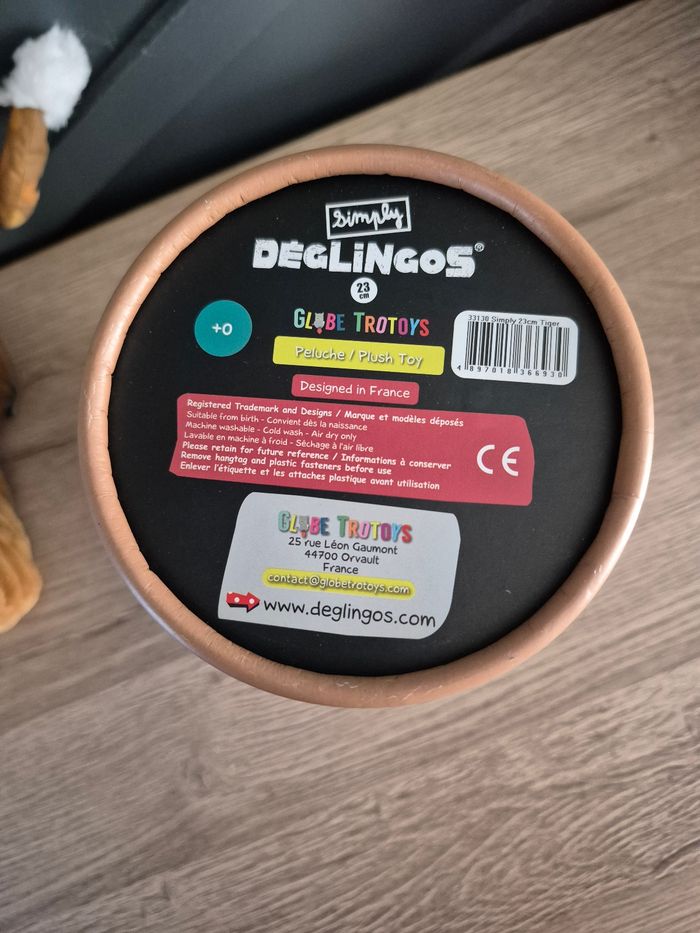 Simply
DÉGLINGOS®
23
cm
+0
GLOBE TROTOYS
Peluche / Plush Toy
33130 Simply 23cm Tiger
4 897018 366930
Designed in France
Registered Trademark and Designs / Marque et modèles déposés
Suitable from birth - Convient dès la naissance
Machine washable - Cold wash - Air dry only
Lavable en machine à froid - Séchage à l'air libre
Please retain for future reference / Informations à conserver
Remove hangtag and plastic fasteners before use
Enlever l'étiquette et les attaches plastique avant utilisation
CE
GLOBE TROTOYS
25 rue Léon Gaumont
44700 Orvault
France
contact@globetrotoys.com
www.deglingos.com